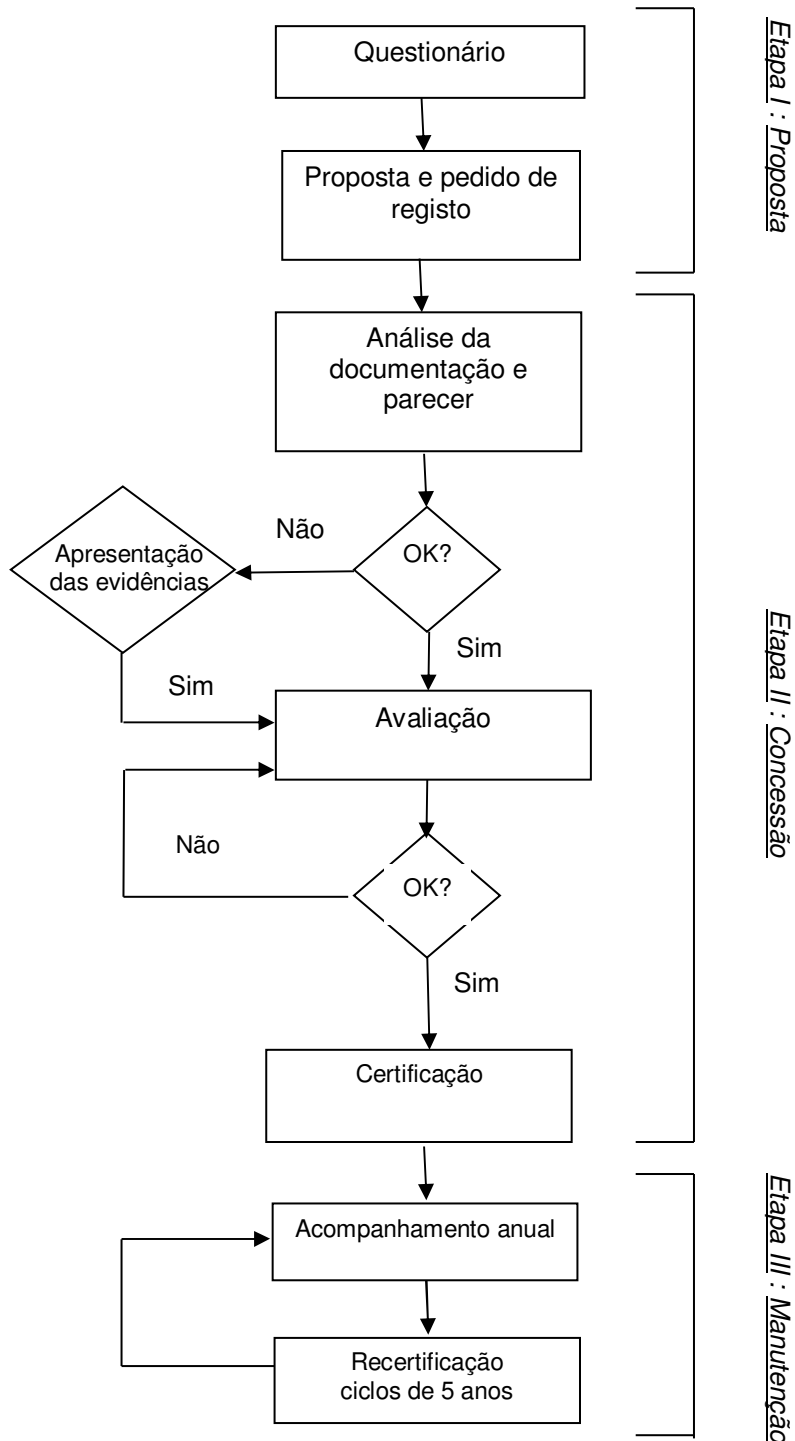 Questionário
Etapa I : Proposta
Proposta e pedido de
registo
Análise da
documentação e
parecer
Não
OK?
Apresentação
das evidências
Sim
Sim
Etapa II : Concessão
Avaliação
Não
OK?
Sim
Certificação
Acompanhamento anual
Etapa III : Manutenção
Recertificação
ciclos de 5 anos